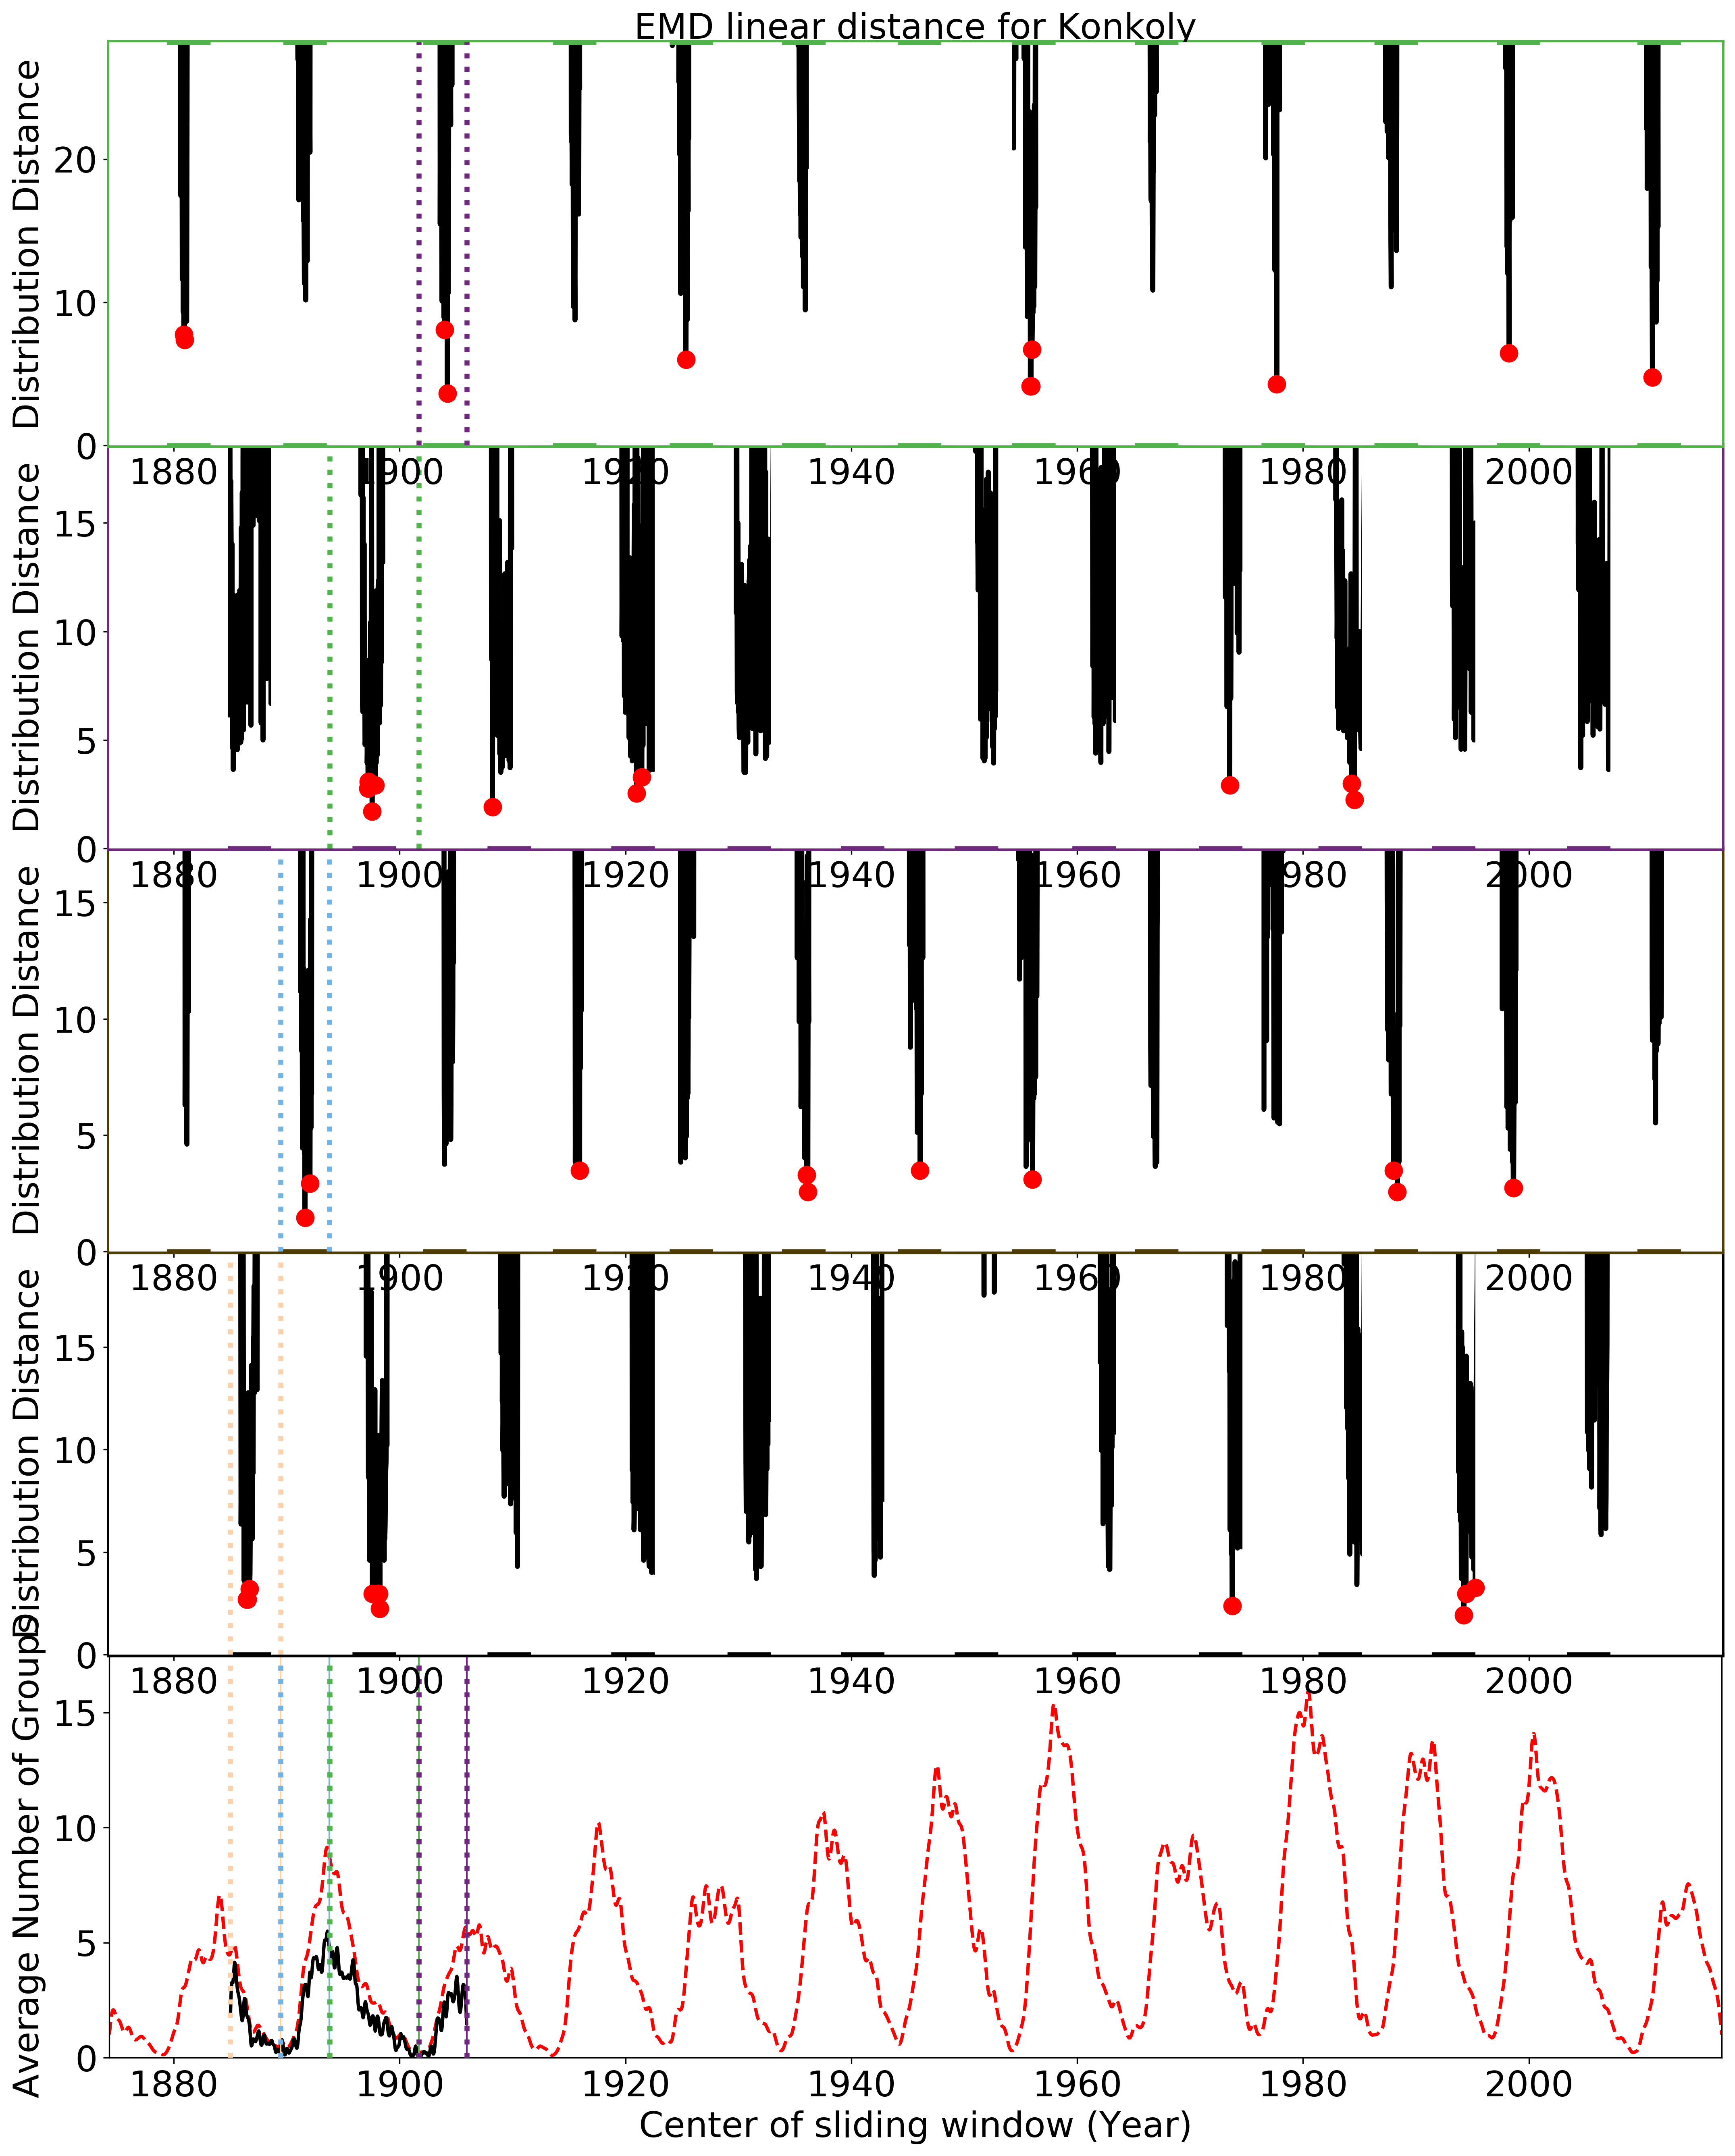 EMD linear distance for Konkoly
Distribution Distance
20
10
0
1880 1900 1920 1940 1960 1980 2000
Distribution Distance
15
10
5
0
1880 1900 1920 1940 1960 1980 2000
Distribution Distance
15
10
5
0
1880 1900 1920 1940 1960 1980 2000
Distribution Distance
15
10
5
0
1880 1900 1920 1940 1960 1980 2000
Average Number of Groups
15
10
5
0
1880 1900 1920 1940 1960 1980 2000
Center of sliding window (Year)